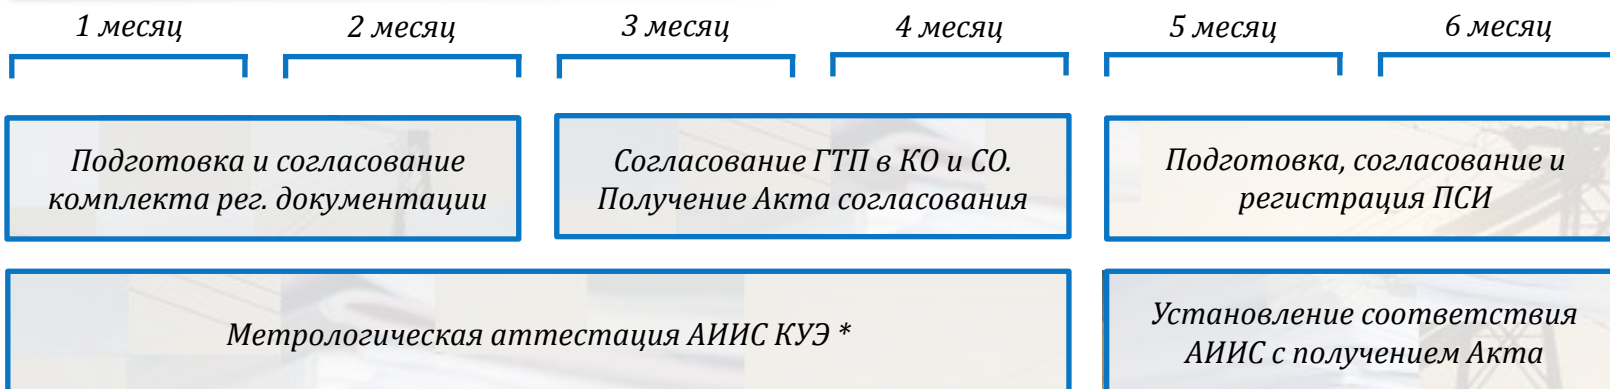 1 месяц 2 месяц 3 месяц 4 месяц 5 месяц 6 месяц
Подготовка и согласование
комплекта рег. документации
Согласование ГТП в КО и СО.
Получение Акта согласования
Подготовка, согласование и
регистрация ПСИ
Метрологическая аттестация АИИС КУЭ *
Установление соответствия
АИИС с получением Акта